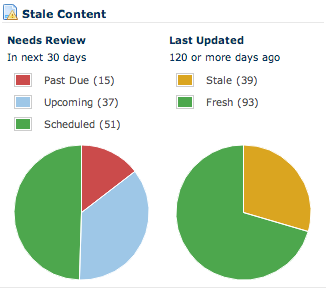 Stale Content
Needs Review
In next 30 days
Past Due (15)
Upcoming (37)
Scheduled (51)
Last Updated
120 or more days ago
Stale (39)
Fresh (93)